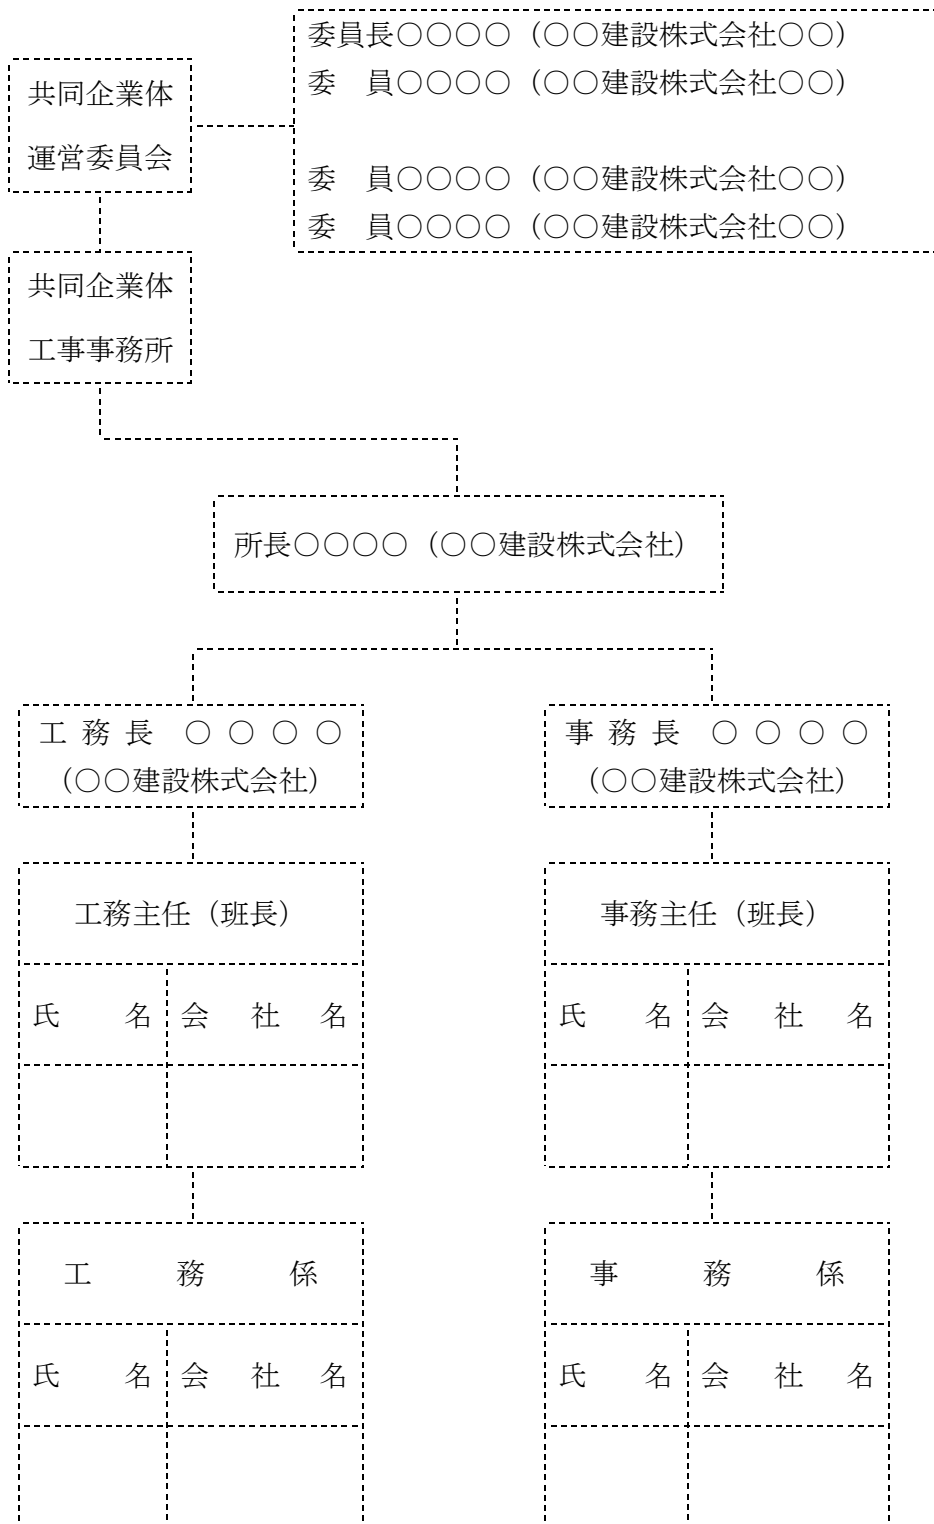 委員長○○○○（○○建設株式会社○○）
委　員○○○○（○○建設株式会社○○）
委　員○○○○（○○建設株式会社○○）
委　員○○○○（○○建設株式会社○○）
共同企業体
運営委員会
共同企業体
工事事務所
所長○○○○（○○建設株式会社）
工 務 長　○ ○ ○ ○
（○○建設株式会社）
事 務 長　○ ○ ○ ○
（○○建設株式会社）
工務主任（班長）
氏　　名 会　社　名
事務主任（班長）
氏　　名 会　社　名
工　　務　　係
氏　　名 会　社　名
事　　務　　係
氏　　名 会　社　名